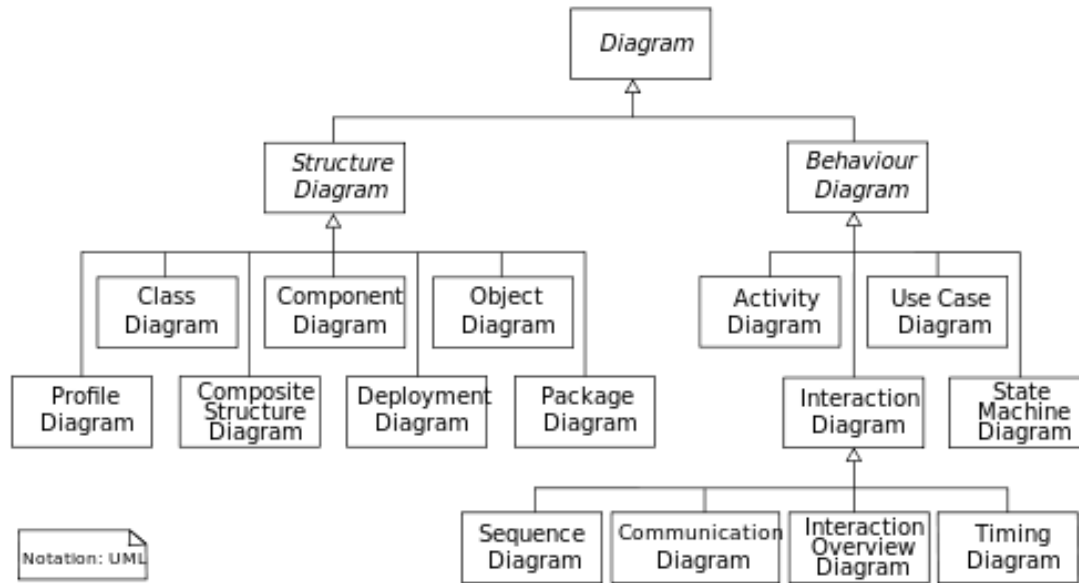 Diagram
Structure
Diagram
Behaviour
Diagram
Class
Diagram
Component
Diagram
Object
Diagram
Activity
Diagram
Use Case
Diagram
Profile
Diagram
Composite
Structure
Diagram
Deployment
Diagram
Package
Diagram
Interaction
Diagram
State
Machine
Diagram
Sequence
Diagram
Communication
Diagram
Interaction
Overview
Diagram
Timing
Diagram
Notation: UML